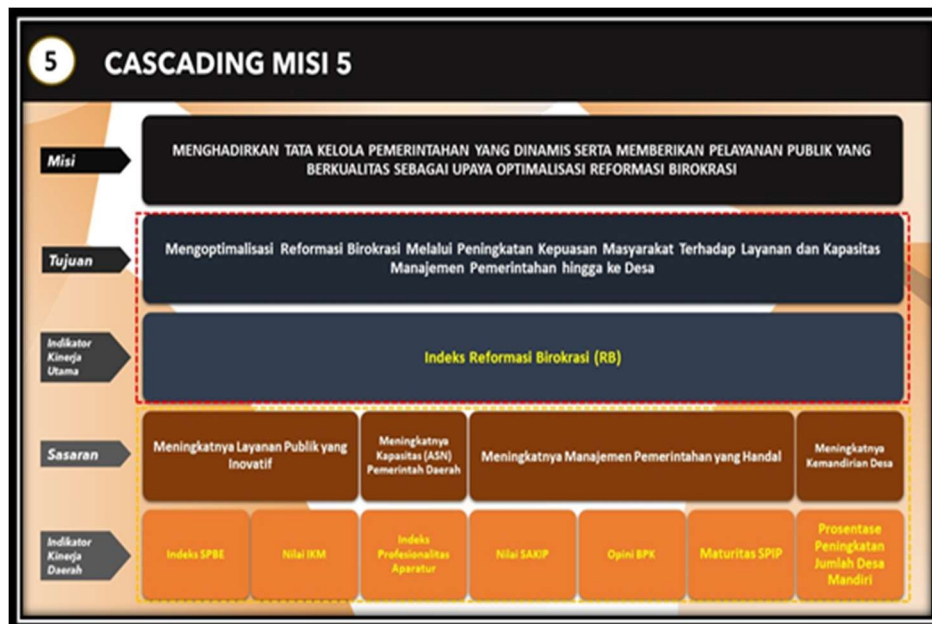 5 CASCADING MISI 5
Misi
MENGHADIRKAN TATA KELOLA PEMERINTAHAN YANG DINAMIS SERTA MEMBERIKAN PELAYANAN PUBLIK YANG
BERKUALITAS SEBAGAI UPAYA OPTIMALISASI REFORMASI BIROKRASI
Tujuan
Mengoptimalisasi Reformasi Birokrasi Melalui Peningkatan Kepuasan Masyarakat Terhadap Layanan dan Kapasitas
Manajemen Pemerintahan hingga ke Desa
Indikator
Kinerja
Utama
Indeks Reformasi Birokrasi (RB)
Sasaran
Meningkatnya Layanan Publik yang
Inovatif
Meningkatnya
Kapasitas (ASN)
Pemerintah Daerah
Meningkatnya Manajemen Pemerintahan yang Handal
Meningkatnya
Kemandirian Desa
Indikator
Kinerja
Daerah
Indeks SPBE
Nilai IKM
Indeks
Profesionalitas
Aparatur
Nilai SAKIP
Opini BPK
Maturitas SPIP
Prosentase
Peningkatan
Jumlah Desa
Mandiri